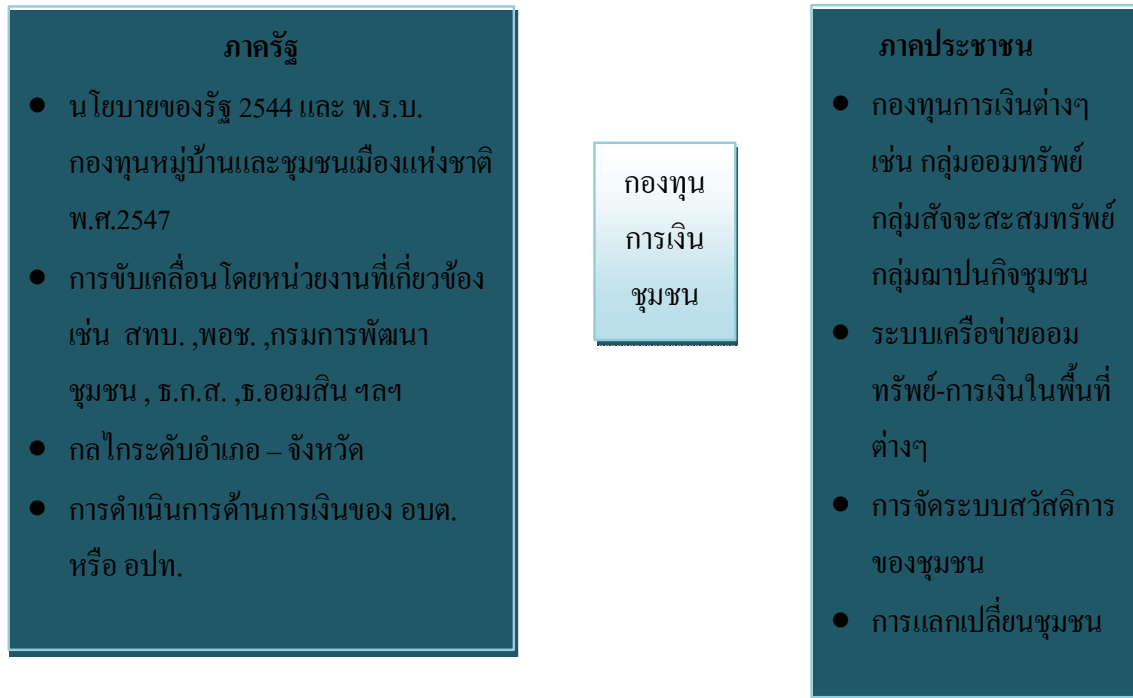 ภาครัฐ
● นโยบายของรัฐ 2544 และ พ.ร.บ.
กองทุนหมู่บ้านและชุมชนเมืองแห่งชาติ
พ.ศ.2547
● การขับเคลื่อนโดยหน่วยงานที่เกี่ยวข้อง
เช่น สทบ. ,พอช. ,กรมการพัฒนา
ชุมชน , ธ.ก.ส. ,ธ.ออมสิน ฯลฯ
● กลไกระดับอำเภอ – จังหวัด
● การดำเนินการด้านการเงินของ อบต.
หรือ อปท.
กองทุน
การเงิน
ชุมชน
ภาคประชาชน
● กองทุนการเงินต่างๆ
เช่น กลุ่มออมทรัพย์
กลุ่มสัจจะสะสมทรัพย์
กลุ่มฌาปนกิจชุมชน
● ระบบเครือข่ายออม
ทรัพย์-การเงินในพื้นที่
ต่างๆ
● การจัดระบบสวัสดิการ
ของชุมชน
● การแลกเปลี่ยนชุมชน